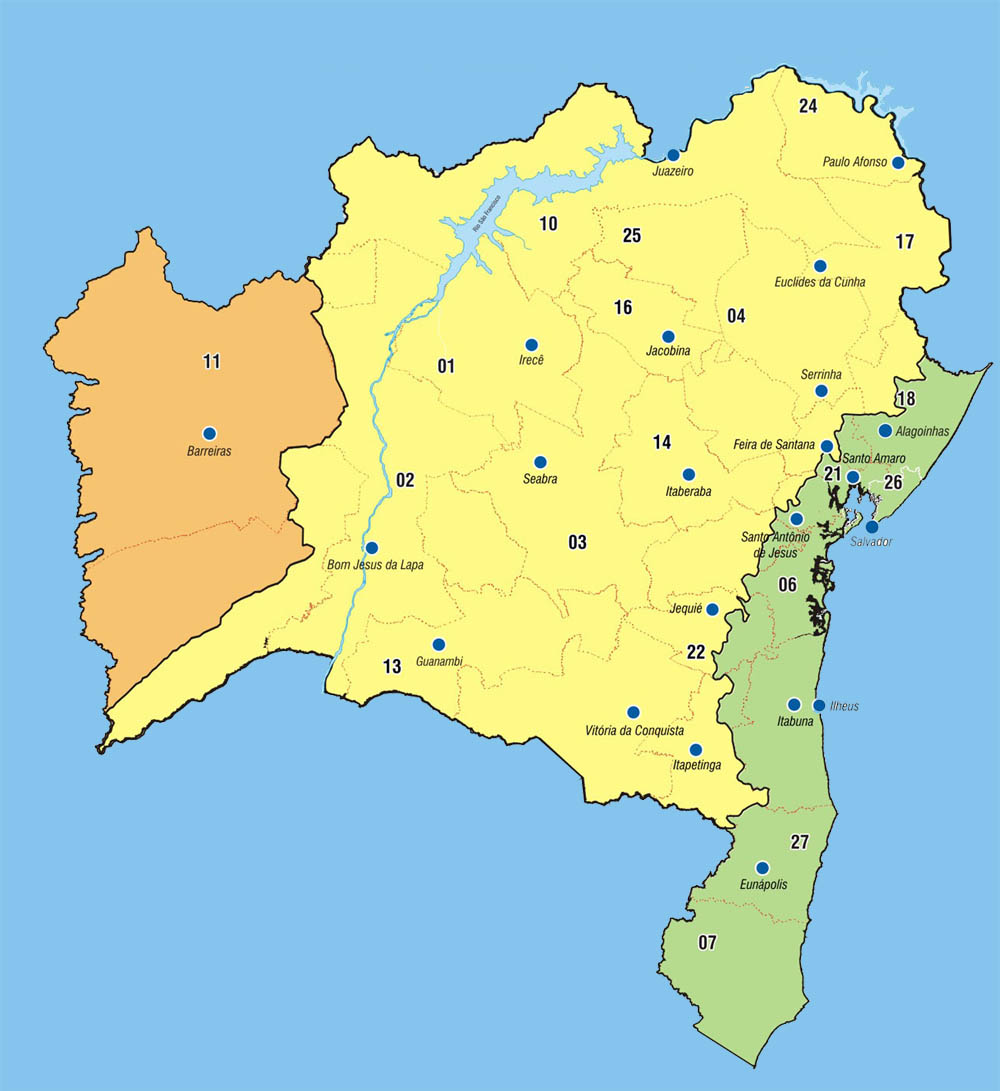 24
Paulo Afonso
Juazeiro
Rio São Francisco
10
25
17
Euclídes da Cunha
16
04
Jacobina
Irecê
01
11
Serrinha
18
Barreiras
Alagoinhas
Feira de Santana
14
Santo Amaro
Seabra
Itaberaba
21
26
02
Santo Antônio
de Jesus
Salvador
03
Bom Jesus da Lapa
06
Jequié
22
Guanambi
13
Ilheus
Itabuna
Vitória da Conquista
Itapetinga
27
Eunápolis
07